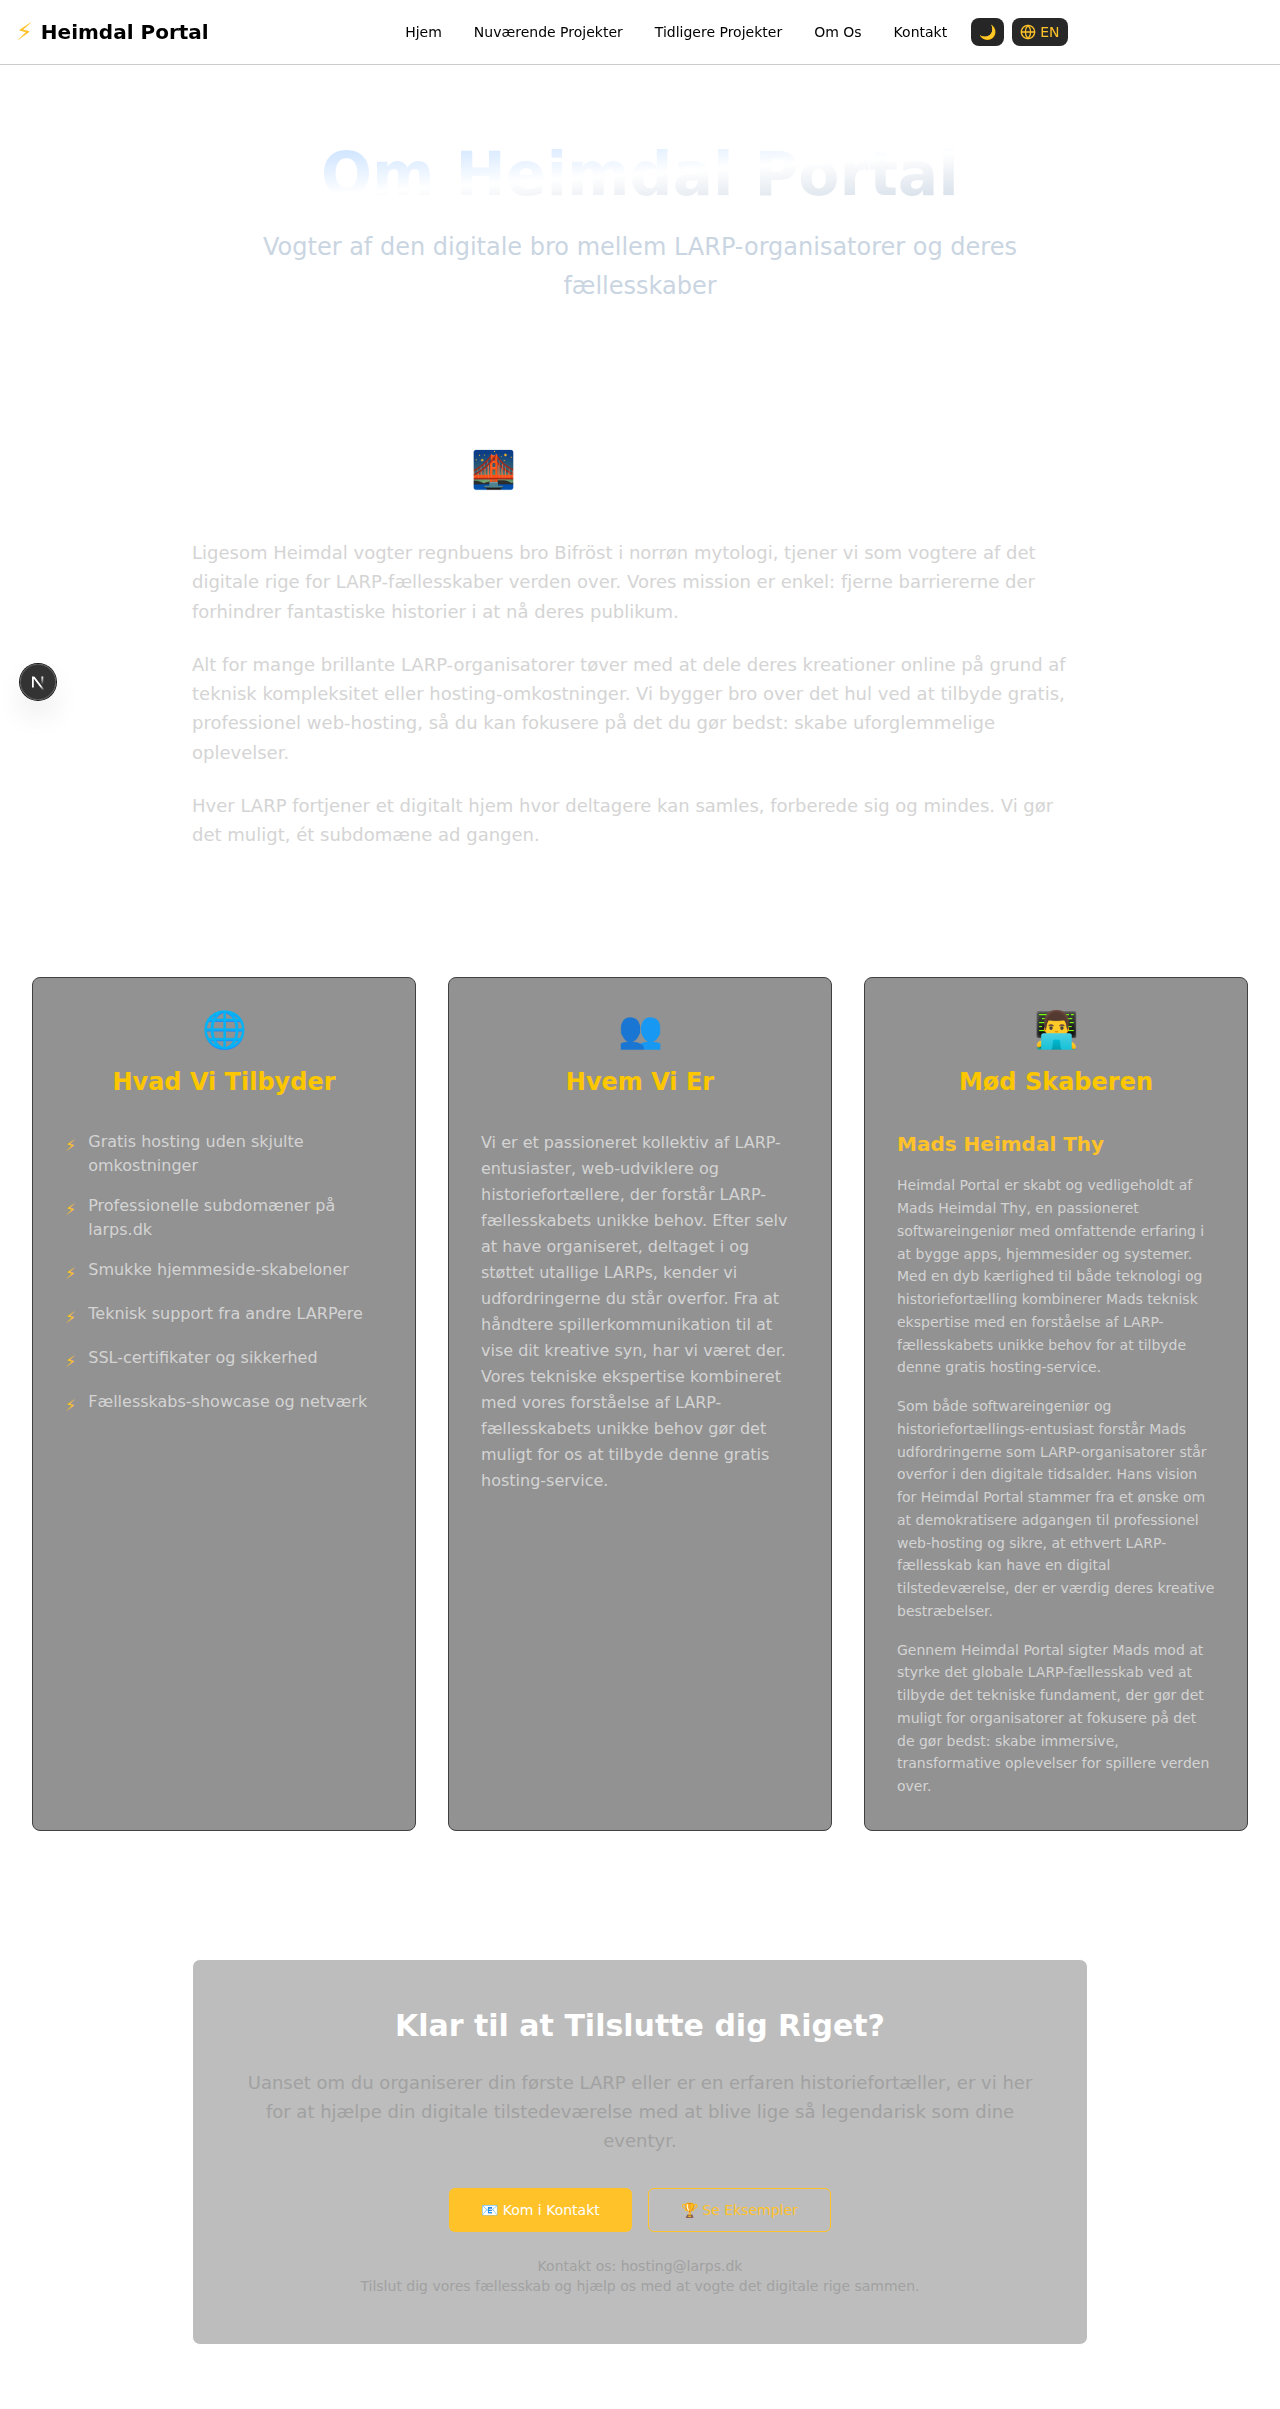 ⚡ Heimdal Portal
Hjem
Nuværende Projekter
Tidligere Projekter
Om Os
Kontakt
EN
Om Heimdal Portal
Vogter af den digitale bro mellem LARP-organisatorer og deres
fællesskaber
Ligesom Heimdal vogter regnbuens bro Bifröst i norrøn mytologi, tjener vi som vogtere af det
digitale rige for LARP-fællesskaber verden over. Vores mission er enkel: fjerne barriererne der
forhindrer fantastiske historier i at nå deres publikum.
Alt for mange brillante LARP-organisatorer tøver med at dele deres kreationer online på grund af
teknisk kompleksitet eller hosting-omkostninger. Vi bygger bro over det hul ved at tilbyde gratis,
professionel web-hosting, så du kan fokusere på det du gør bedst: skabe uforglemmelige
oplevelser.
Hver LARP fortjener et digitalt hjem hvor deltagere kan samles, forberede sig og mindes. Vi gør
det muligt, ét subdomæne ad gangen.
N
Hvad Vi Tilbyder
⚡ Gratis hosting uden skjulte
omkostninger
⚡ Professionelle subdomæner på
larps.dk
⚡ Smukke hjemmeside-skabeloner
⚡ Teknisk support fra andre LARPere
⚡ SSL-certifikater og sikkerhed
⚡ Fællesskabs-showcase og netværk
Hvem Vi Er
Vi er et passioneret kollektiv af LARP-
entusiaster, web-udviklere og
historiefortællere, der forstår LARP-
fællesskabets unikke behov. Efter selv
at have organiseret, deltaget i og
støttet utallige LARPs, kender vi
udfordringerne du står overfor. Fra at
håndtere spillerkommunikation til at
vise dit kreative syn, har vi været der.
Vores tekniske ekspertise kombineret
med vores forståelse af LARP-
fællesskabets unikke behov gør det
muligt for os at tilbyde denne gratis
hosting-service.
Mød Skaberen
Mads Heimdal Thy
Heimdal Portal er skabt og vedligeholdt af
Mads Heimdal Thy, en passioneret
softwareingeniør med omfattende erfaring i
at bygge apps, hjemmesider og systemer.
Med en dyb kærlighed til både teknologi og
historiefortælling kombinerer Mads teknisk
ekspertise med en forståelse af LARP-
fællesskabets unikke behov for at tilbyde
denne gratis hosting-service.
Som både softwareingeniør og
historiefortællings-entusiast forstår Mads
udfordringerne som LARP-organisatorer står
overfor i den digitale tidsalder. Hans vision
for Heimdal Portal stammer fra et ønske om
at demokratisere adgangen til professionel
web-hosting og sikre, at ethvert LARP-
fællesskab kan have en digital
tilstedeværelse, der er værdig deres kreative
bestræbelser.
Gennem Heimdal Portal sigter Mads mod at
styrke det globale LARP-fællesskab ved at
tilbyde det tekniske fundament, der gør det
muligt for organisatorer at fokusere på det
de gør bedst: skabe immersive,
transformative oplevelser for spillere verden
over.
Klar til at Tilslutte dig Riget?
Uanset om du organiserer din første LARP eller er en erfaren historiefortæller, er vi her
for at hjælpe din digitale tilstedeværelse med at blive lige så legendarisk som dine
eventyr.
📧 Kom i Kontakt
🏆 Se Eksempler
Kontakt os: hosting@larps.dk
Tilslut dig vores fællesskab og hjælp os med at vogte det digitale rige sammen.